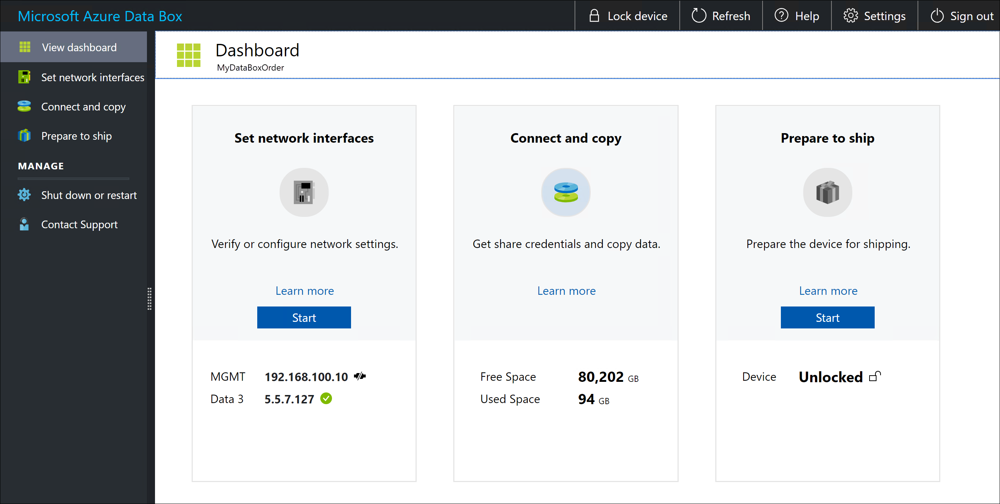 Microsoft Azure Data Box
Lock device
Refresh
Help
Settings
Sign out
View dashboard
Set network interfaces
Connect and copy
Prepare to ship
MANAGE
Shut down or restart
Contact Support
Dashboard
MyDataBoxOrder
Set network interfaces
Verify or configure network settings.
Learn more
Start
MGMT 192.168.100.10
Data 3 5.5.7.127
Connect and copy
Get share credentials and copy data.
Learn more
Free Space 80,202 GB
Used Space 94 GB
Prepare to ship
Prepare the device for shipping.
Learn more
Start
Device Unlocked